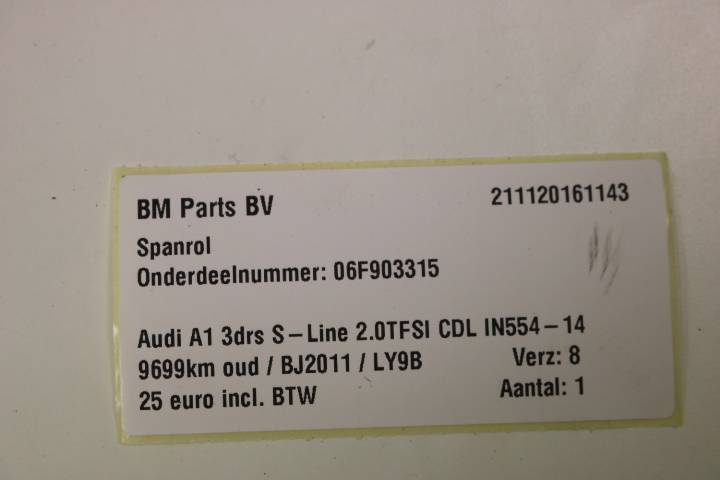 BM Parts BV 211120161143
Spanrol
Onderdeelnummer: 06F903315
Audi A1 3drs S-Line 2.0TFSI CDL IN554-14
9699km oud / BJ2011 / LY9B Verz: 8
25 euro incl. BTW Aantal: 1